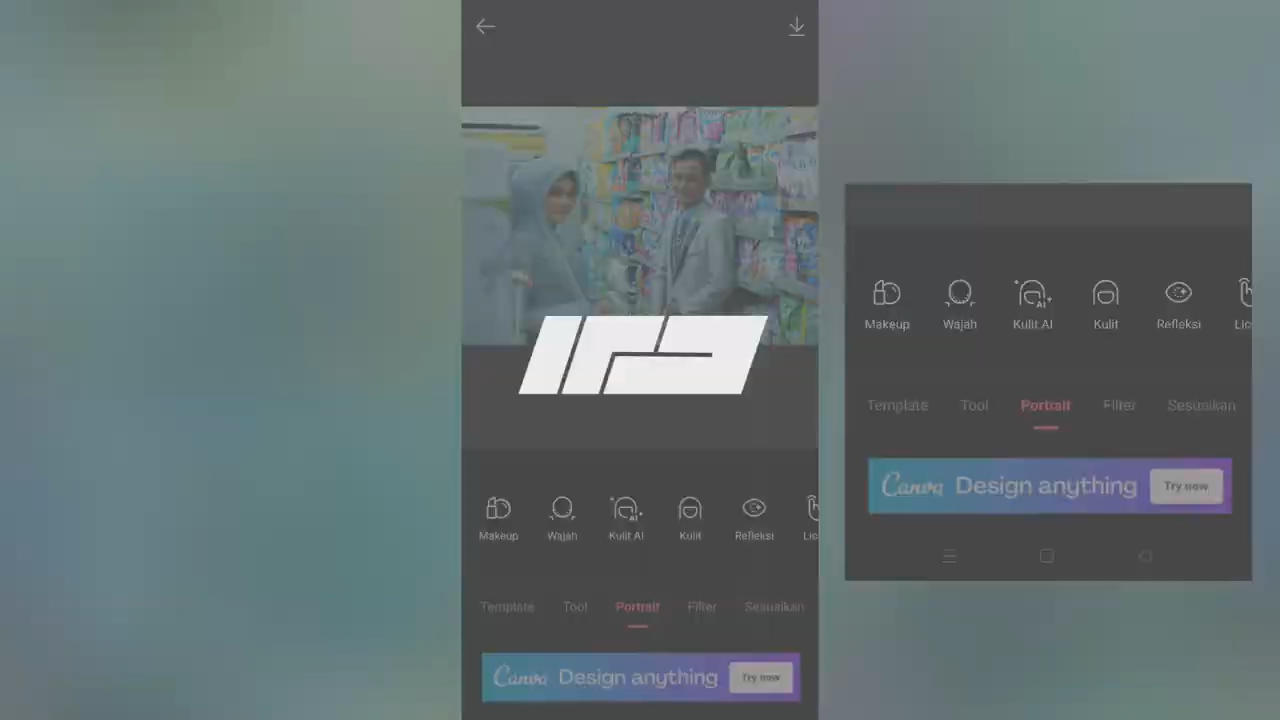 Makeup Wajah Kulit AI Kulit Refleksi
Template Tool Portrait Filter Sesuaikan
Canva Design anything Try now
Makeup Wajah Kulit AI Kulit Refleksi
Template Tool Portrait Filter Sesuaikan
Canva Design anything Try now